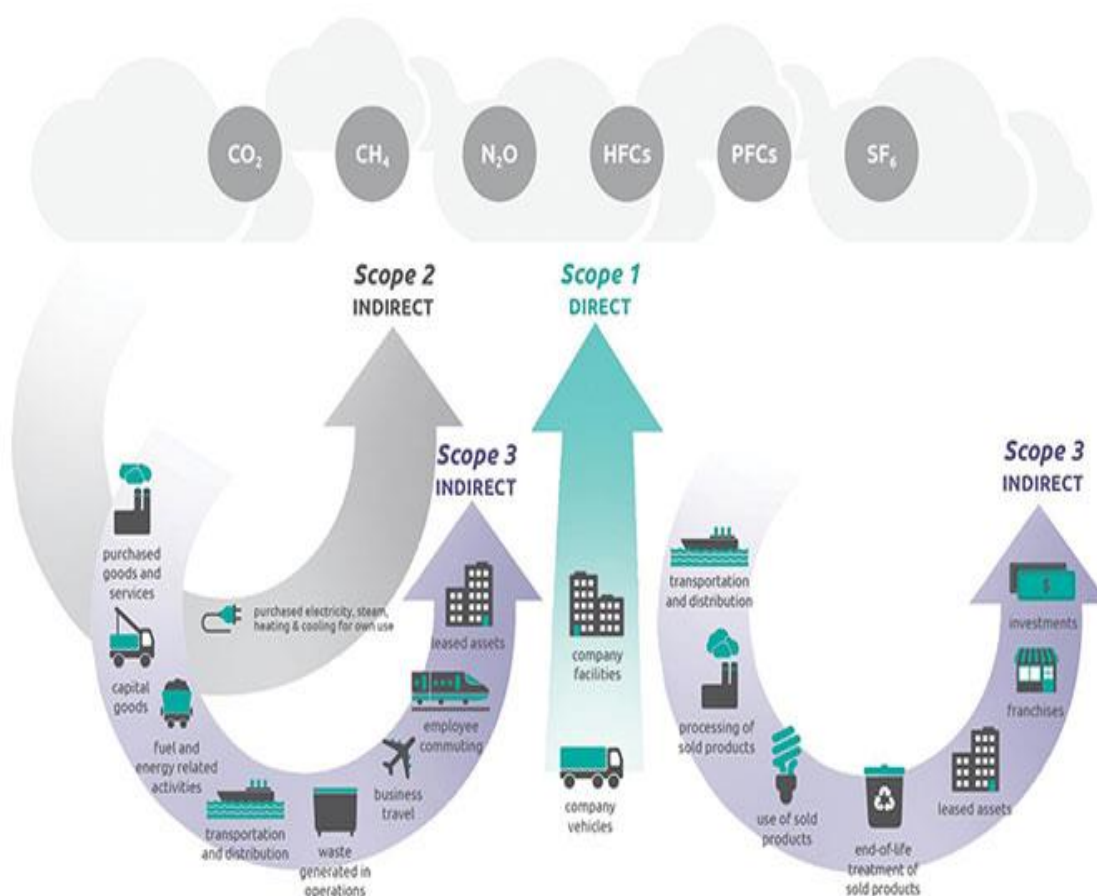 CO₂
CH₄
N₂O
HFCs
PFCs
SF₆
Scope 2
INDIRECT
Scope 1
DIRECT
Scope 3
INDIRECT
Scope 3
INDIRECT
purchased
goods and
services
capital
goods
fuel and
energy related
activities
purchased electricity, steam,
heating & cooling for own use
transportation
and distribution
waste
generated in
operations
business
travel
employee
commuting
leased assets
company
facilities
company
vehicles
transportation
and distribution
processing of
sold products
use of sold
products
end-of-life
treatment of
sold products
leased assets
franchises
$
investments